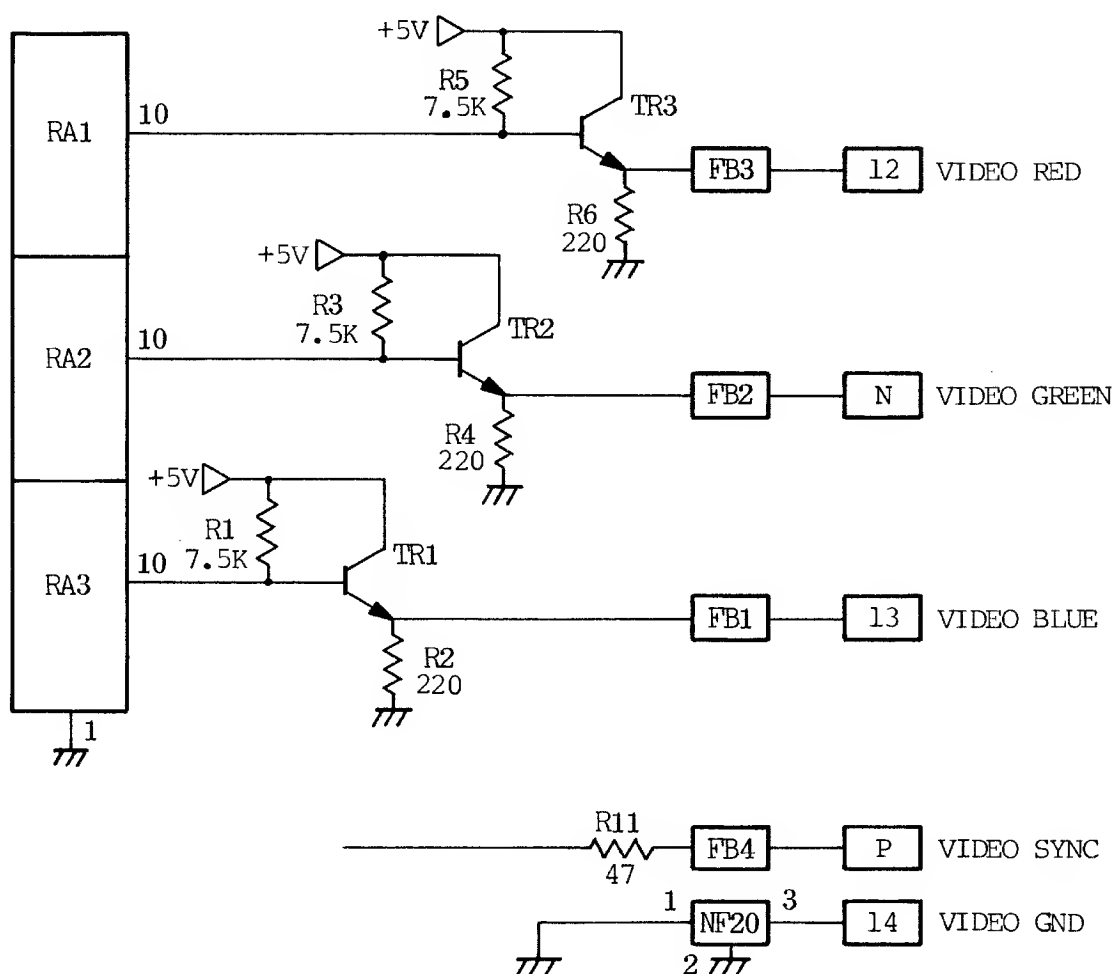 +5V
R5
7.5K
TR3
RA1
10
FB3
12
VIDEO RED
R6
220
+5V
R3
7.5K
TR2
RA2
10
FB2
N
VIDEO GREEN
R4
220
+5V
R1
7.5K
TR1
RA3
10
FB1
13
VIDEO BLUE
R2
220
1
R11
47
FB4
P
VIDEO SYNC
1
NF20
3
14
VIDEO GND
2